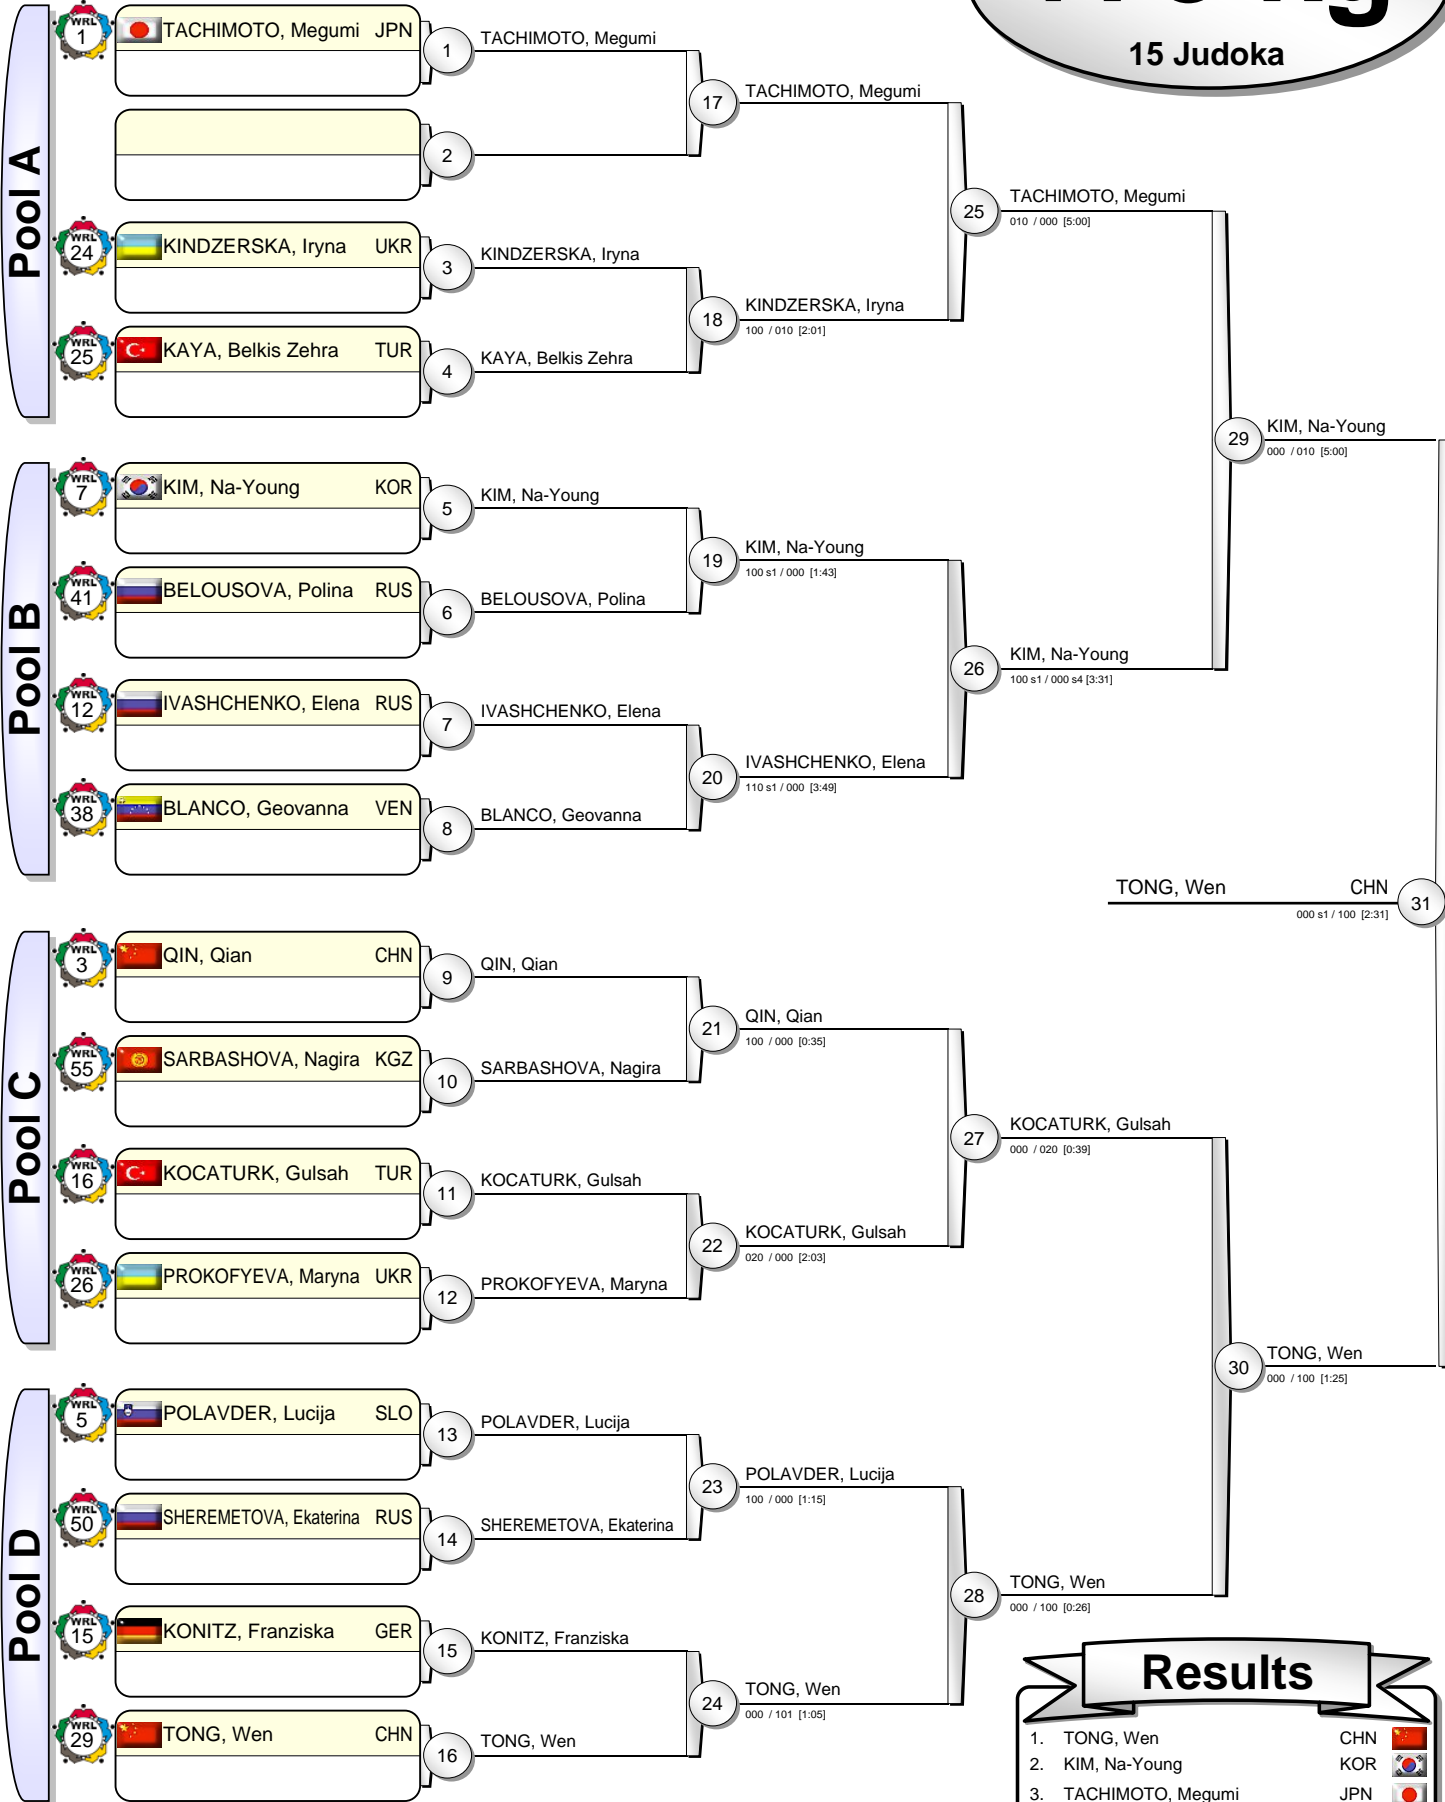 15 Judoka
Pool A
WRL
1
TACHIMOTO, Megumi JPN
1
TACHIMOTO, Megumi
2
17
TACHIMOTO, Megumi
WRL
24
KINDZERSKA, Iryna UKR
3
KINDZERSKA, Iryna
WRL
25
KAYA, Belkis Zehra TUR
4
KAYA, Belkis Zehra
18
KINDZERSKA, Iryna
100 / 010 [2:01]
25
TACHIMOTO, Megumi
010 / 000 [5:00]
Pool B
WRL
7
KIM, Na-Young KOR
5
KIM, Na-Young
WRL
41
BELOUSOVA, Polina RUS
6
BELOUSOVA, Polina
19
KIM, Na-Young
100 s1 / 000 [1:43]
WRL
12
IVASHCHENKO, Elena RUS
7
IVASHCHENKO, Elena
WRL
38
BLANCO, Geovanna VEN
8
BLANCO, Geovanna
20
IVASHCHENKO, Elena
110 s1 / 000 [3:49]
26
KIM, Na-Young
100 s1 / 000 s4 [3:31]
29
KIM, Na-Young
000 / 010 [5:00]
TONG, Wen CHN
000 s1 / 100 [2:31]
31
Pool C
WRL
3
QIN, Qian CHN
9
QIN, Qian
WRL
55
SARBASHOVA, Nagira KGZ
10
SARBASHOVA, Nagira
21
QIN, Qian
100 / 000 [0:35]
WRL
16
KOCATURK, Gulsah TUR
11
KOCATURK, Gulsah
WRL
26
PROKOFYEVA, Maryna UKR
12
PROKOFYEVA, Maryna
22
KOCATURK, Gulsah
020 / 000 [2:03]
27
KOCATURK, Gulsah
000 / 020 [0:39]
Pool D
WRL
5
POLAVDER, Lucija SLO
13
POLAVDER, Lucija
WRL
50
SHEREMETOVA, Ekaterina RUS
14
SHEREMETOVA, Ekaterina
23
POLAVDER, Lucija
100 / 000 [1:15]
WRL
15
KONITZ, Franziska GER
15
KONITZ, Franziska
WRL
29
TONG, Wen CHN
16
TONG, Wen
24
TONG, Wen
000 / 101 [1:05]
28
TONG, Wen
000 / 100 [0:26]
30
TONG, Wen
000 / 100 [1:25]
Results
1. TONG, Wen CHN
2. KIM, Na-Young KOR
3. TACHIMOTO, Megumi JPN